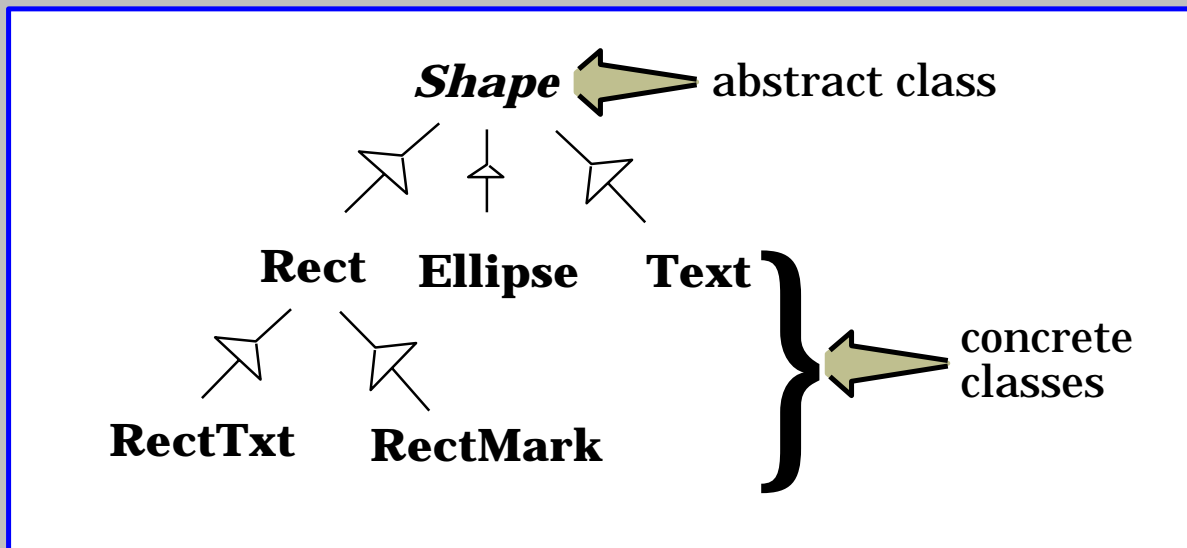 Shape
abstract class
Rect
Ellipse
Text
}
concrete
classes
RectTxt
RectMark